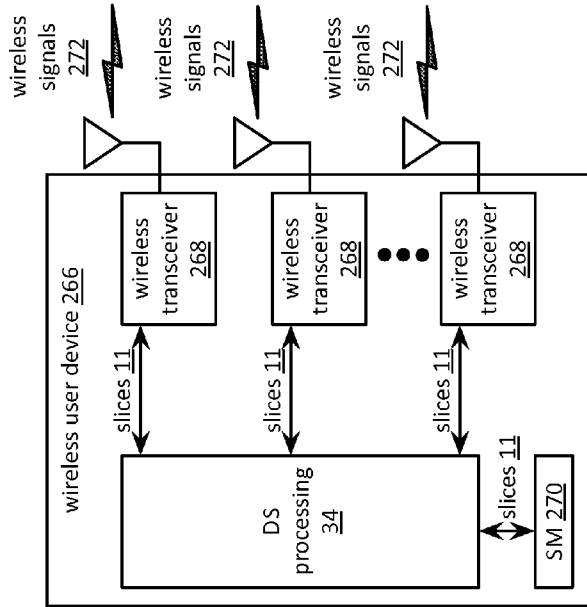 wireless user device 266
DS
processing
34
SM 270
slices 11
slices 11
slices 11
slices 11
wireless
transceiver
268
wireless
transceiver
268
wireless
transceiver
268
wireless
signals
272
wireless
signals
272
wireless
signals
272